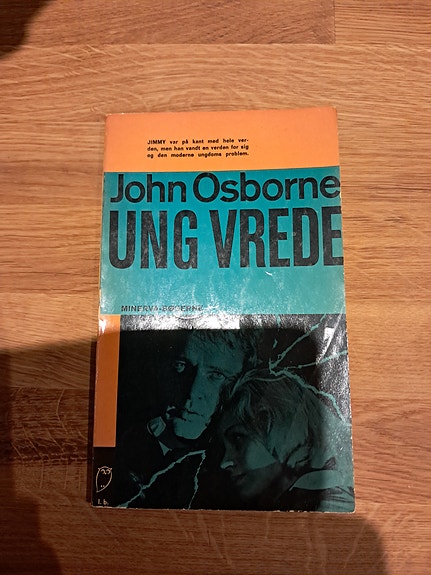 JIMMY var på kant med hele ver-
den, men han vandt en verden for sig
og den moderne ungdoms problem.
John Osborne
UNG VREDE
MINERVA-BØGERNE
l. b.